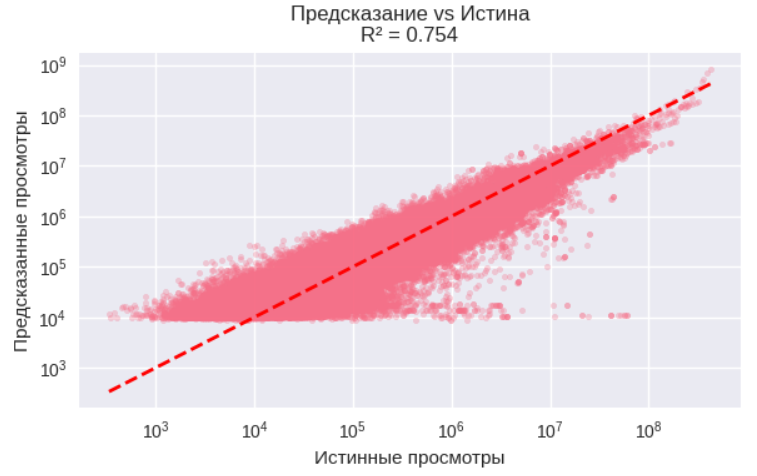 Предсказание vs Истина
R² = 0.754
Предсказанные просмотры
10⁹
10⁸
10⁷
10⁶
10⁵
10⁴
10³
10³ 10⁴ 10⁵ 10⁶ 10⁷ 10⁸
Истинные просмотры